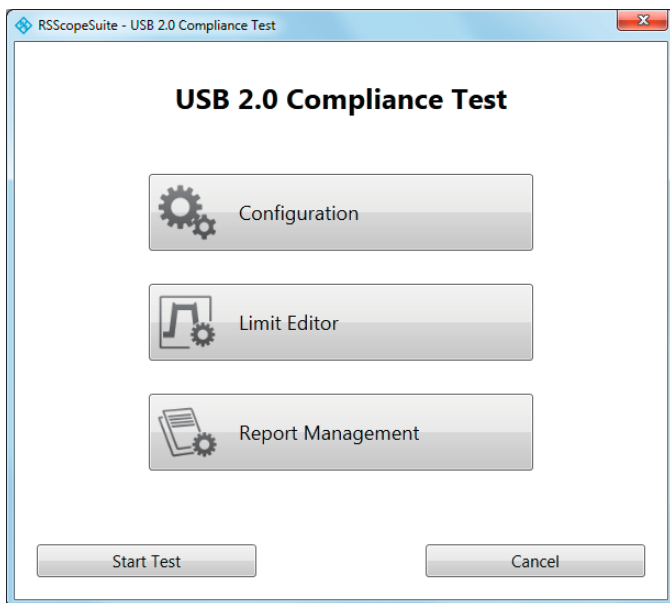 RSScopeSuite - USB 2.0 Compliance Test
USB 2.0 Compliance Test
Configuration
Limit Editor
Report Management
Start Test
Cancel